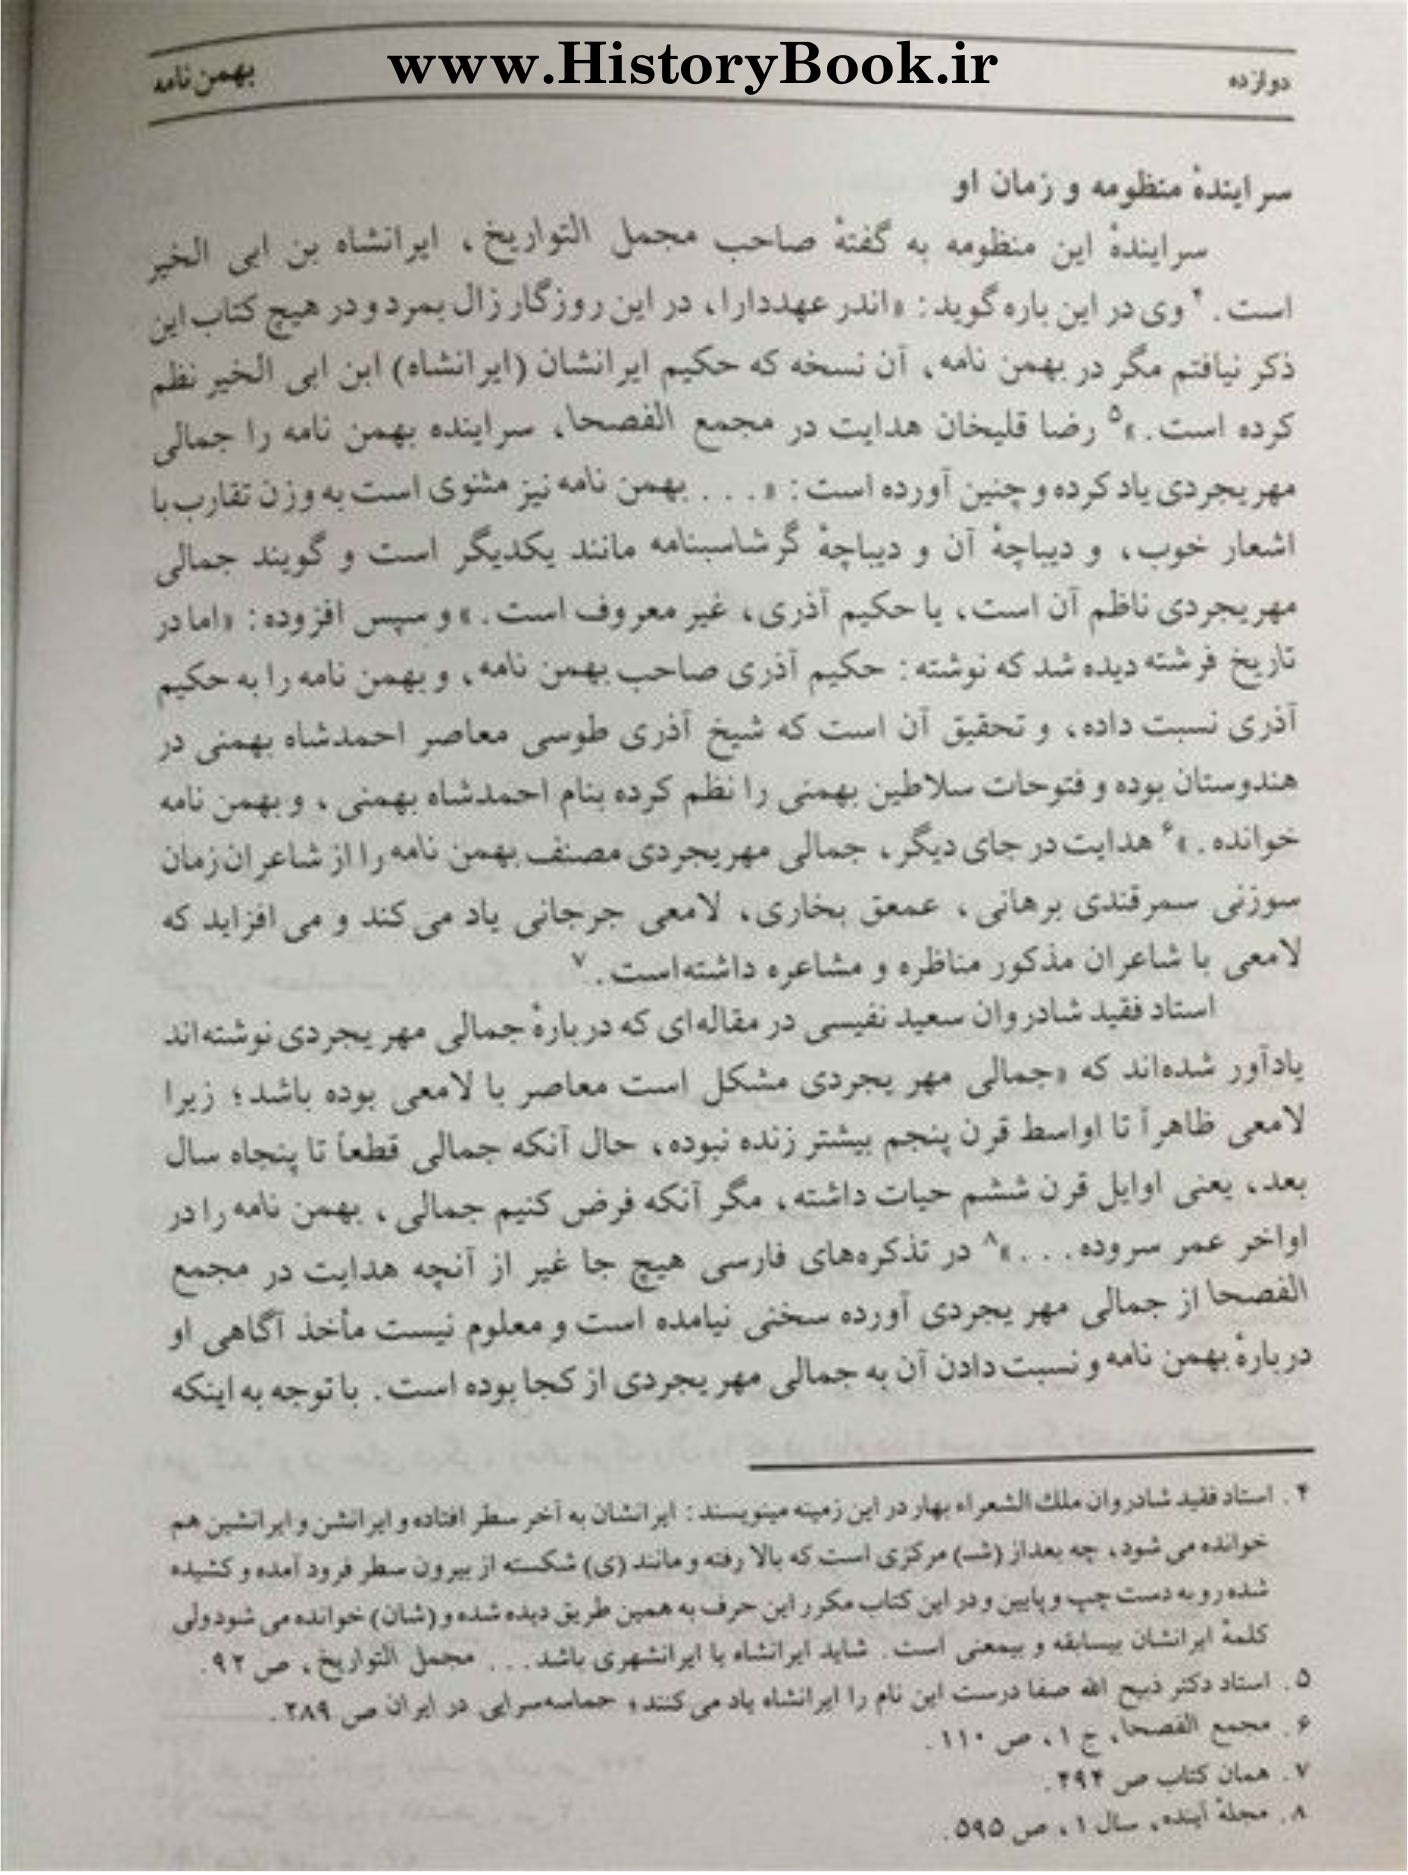 www.HistoryBook.ir
دوازده
بهمن نامه
سرایندهٔ منظومه و زمان او
سرایندهٔ این منظومه به گفتهٔ صاحب مجمل التواریخ، ایرانشاه بن ابی الخیر
است.۴ وی در این باره گوید: «اندر عهد دارا، در این روزگار زال بمرد و در هیچ کتاب این
ذکر نیافتم مگر در بهمن نامه، آن نسخه که حکیم ایرانشان (ایرانشاه) ابن ابی الخیر نظم
کرده است.»۵ رضا قلیخان هدایت در مجمع الفصحا، سراینده بهمن نامه را جمالی
مهریجردی یاد کرده و چنین آورده است: «... بهمن نامه نیز مثنوی است به وزن تقارب با
اشعار خوب، و دیباچهٔ آن و دیباچهٔ گرشاسبنامه مانند یکدیگر است و گویند جمالی
مهریجردی ناظم آن است، یا حکیم آذری، غیر معروف است.» و سپس افزوده: «اما در
تاریخ فرشته دیده شد که نوشته: حکیم آذری صاحب بهمن نامه، و بهمن نامه را به حکیم
آذری نسبت داده، و تحقیق آن است که شیخ آذری طوسی معاصر احمدشاه بهمنی در
هندوستان بوده و فتوحات سلاطین بهمنی را نظم کرده بنام احمدشاه بهمنی، و بهمن نامه
خوانده.»۶ هدایت در جای دیگر، جمالی مهریجردی مصنف بهمن نامه را از شاعران زمان
سوزنی سمرقندی برهانی، عمعق بخاری، لامعی جرجانی یاد می کند و می افزاید که
لامعی با شاعران مذکور مناظره و مشاعره داشته است.۷
استاد فقید شادروان سعید نفیسی در مقاله‌ای که دربارهٔ جمالی مهریجردی نوشته‌اند
یادآور شده‌اند که «جمالی مهر یجردی مشکل است معاصر با لامعی بوده باشد؛ زیرا
لامعی ظاهراً تا اواسط قرن پنجم بیشتر زنده نبوده، حال آنکه جمالی قطعاً تا پنجاه سال
بعد، یعنی اوایل قرن ششم حیات داشته، مگر آنکه فرض کنیم جمالی، بهمن نامه را در
اواخر عمر سروده...»۸ در تذکره‌های فارسی هیچ جا غیر از آنچه هدایت در مجمع
الفصحا از جمالی مهر یجردی آورده سخنی نیامده است و معلوم نیست مأخذ آگاهی او
دربارهٔ بهمن نامه و نسبت دادن آن به جمالی مهریجردی از کجا بوده است. با توجه به اینکه
۴. استاد فقید شادروان ملك الشعراء بهار در این زمینه مینویسند: ایرانشان به آخر سطر افتاده و ایرانشن و ایرانشین هم
خوانده می شود، چه بعد از (شـ) مرکزی است که بالا رفته و مانند (ی) شکسته از بیرون سطر فرود آمده و کشیده
شده رو به دست چپ و پایین و در این کتاب مکرر این حرف به همین طریق دیده شده و (شان) خوانده می شود ولی
کلمهٔ ایرانشان بیسابقه و بیمعنی است. شاید ایرانشاه یا ایرانشهری باشد... مجمل التواریخ، ص ۹۲.
۵. استاد دکتر ذبیح الله صفا درست این نام را ایرانشاه یاد می کنند؛ حماسه سرایی در ایران ص ۲۸۹.
۶. مجمع الفصحا، ج ۱، ص ۱۱۰.
۷. همان کتاب ص ۴۹۴.
۸. مجلهٔ آینده، سال ۱، ص ۵۹۵.